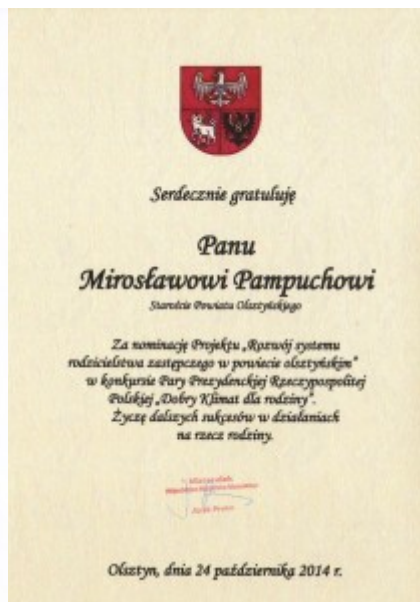 Serdecznie gratuluję
Panu
Mirosławowi Pampuchowi
Staroście Powiatu Olsztyńskiego
Za nominację Projektu „Rozwój systemu
rodzicielstwa zastępczego w powiecie olsztyńskim”
w konkursie Pary Prezydenckiej Rzeczypospolitej
Polskiej „Dobry Klimat dla rodziny”.
Życzę dalszych sukcesów w działaniach
na rzecz rodziny.
Olsztyn, dnia 24 października 2014 r.